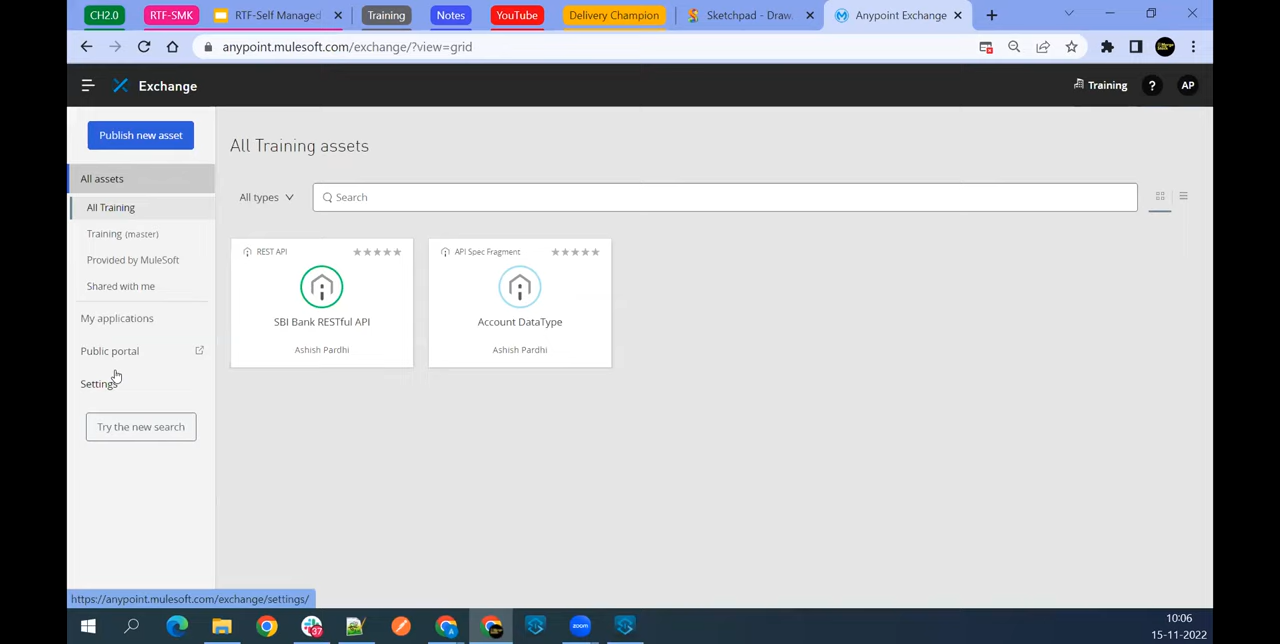 CH2.0
RTF-SMK
RTF-Self Managed
Training
Notes
YouTube
Delivery Champion
Sketchpad - Draw,
Anypoint Exchange
anypoint.mulesoft.com/exchange/?view=grid
Exchange
Training
?
AP
Publish new asset
All assets
All Training
Training (master)
Provided by MuleSoft
Shared with me
My applications
Public portal
Settings
Try the new search
All Training assets
All types
Search
REST API
SBI Bank RESTful API
Ashish Pardhi
API Spec Fragment
Account DataType
Ashish Pardhi
https://anypoint.mulesoft.com/exchange/settings/
37
zoom
10:06
15-11-2022